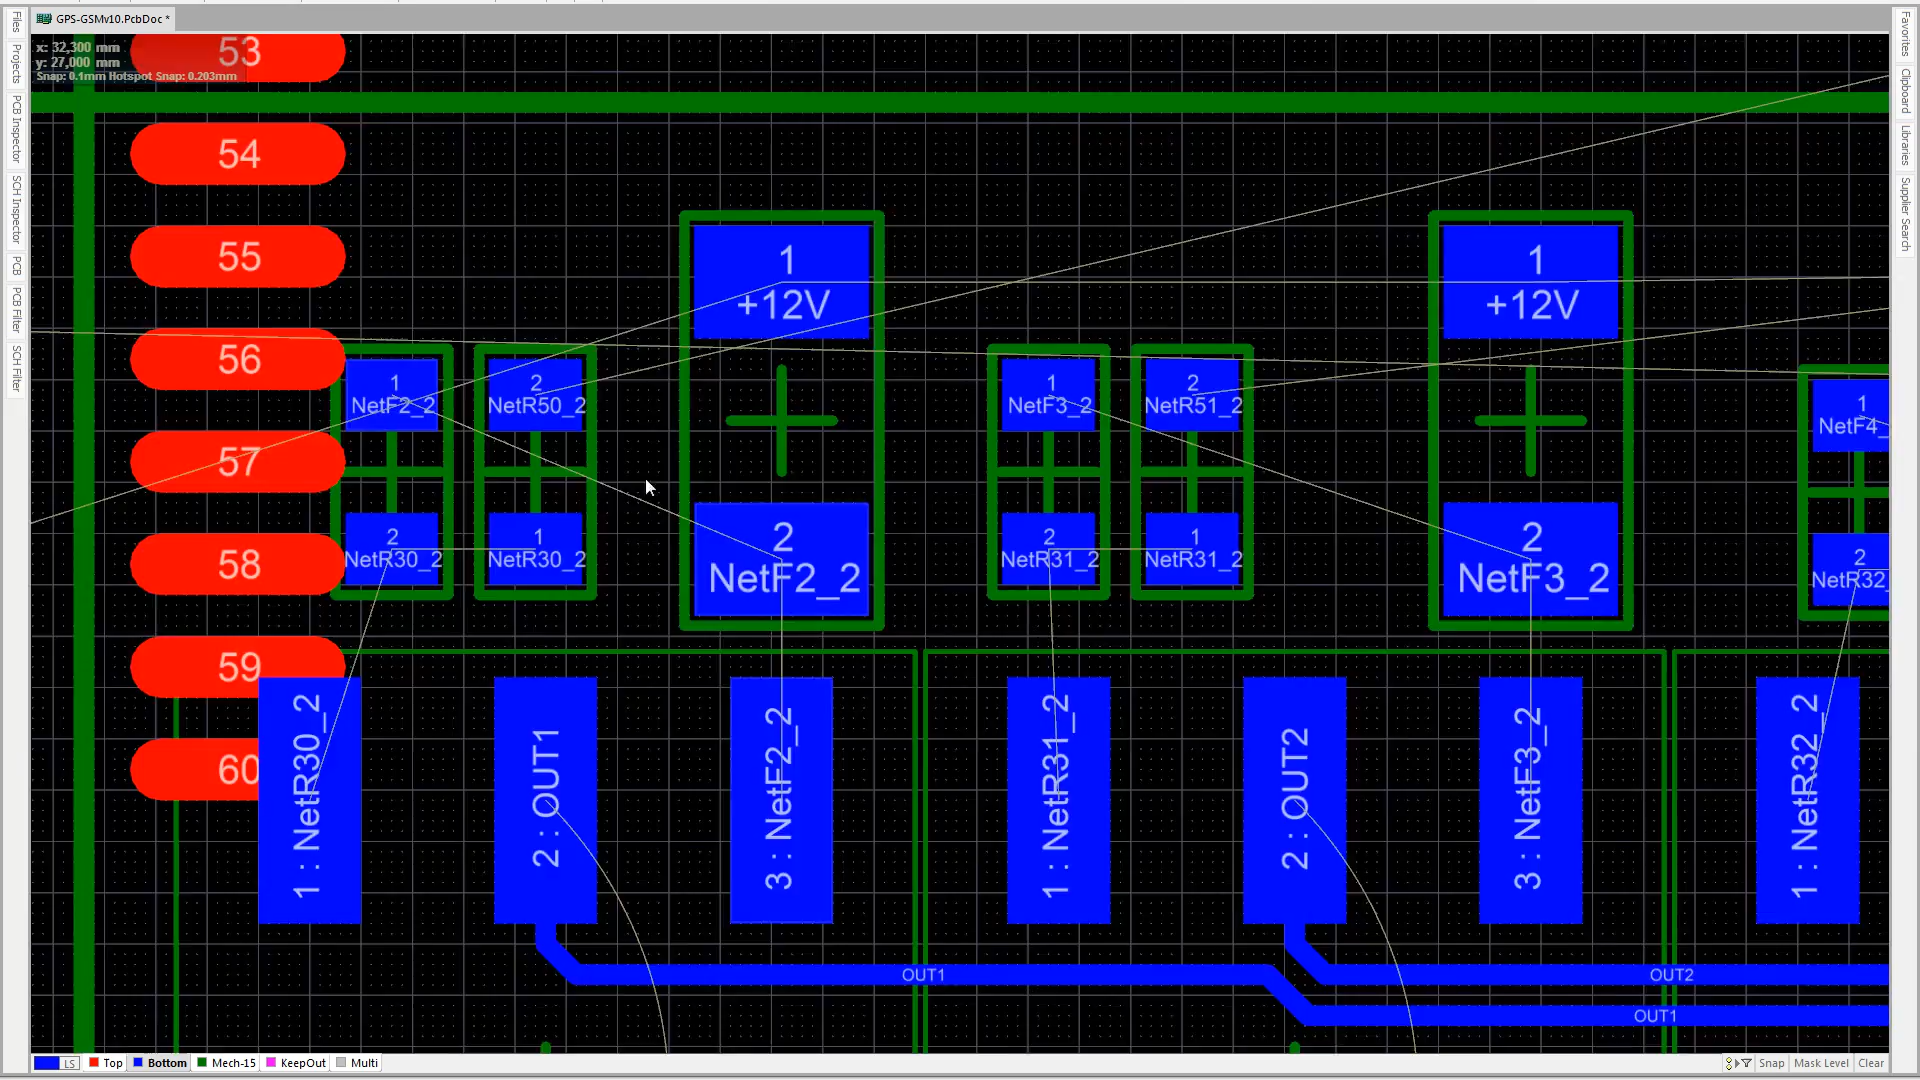 GPS-GSMv10.PcbDoc *
Files
Projects
PCB Inspector
SCH Inspector
PCB
PCB Filter
SCH Filter
Favorites
Clipboard
Libraries
Supplier Search
x: 32,300 mm
y: 27,000 mm
Snap: 0.1mm Hotspot Snap: 0.203mm
53
54
55
56
57
58
59
60
1
+12V
1
+12V
1
NetF2_2
2
NetR50_2
1
NetF3_2
2
NetR51_2
1
NetF4_
2
NetR30_2
1
NetR30_2
2
NetF2_2
2
NetR31_2
1
NetR31_2
2
NetF3_2
2
NetR32
1 : NetR30_2
2 : OUT1
3 : NetF2_2
1 : NetR31_2
2 : OUT2
3 : NetF3_2
1 : NetR32_2
OUT1
OUT2
OUT1
LS
Top
Bottom
Mech-15
KeepOut
Multi
Snap
Mask Level
Clear